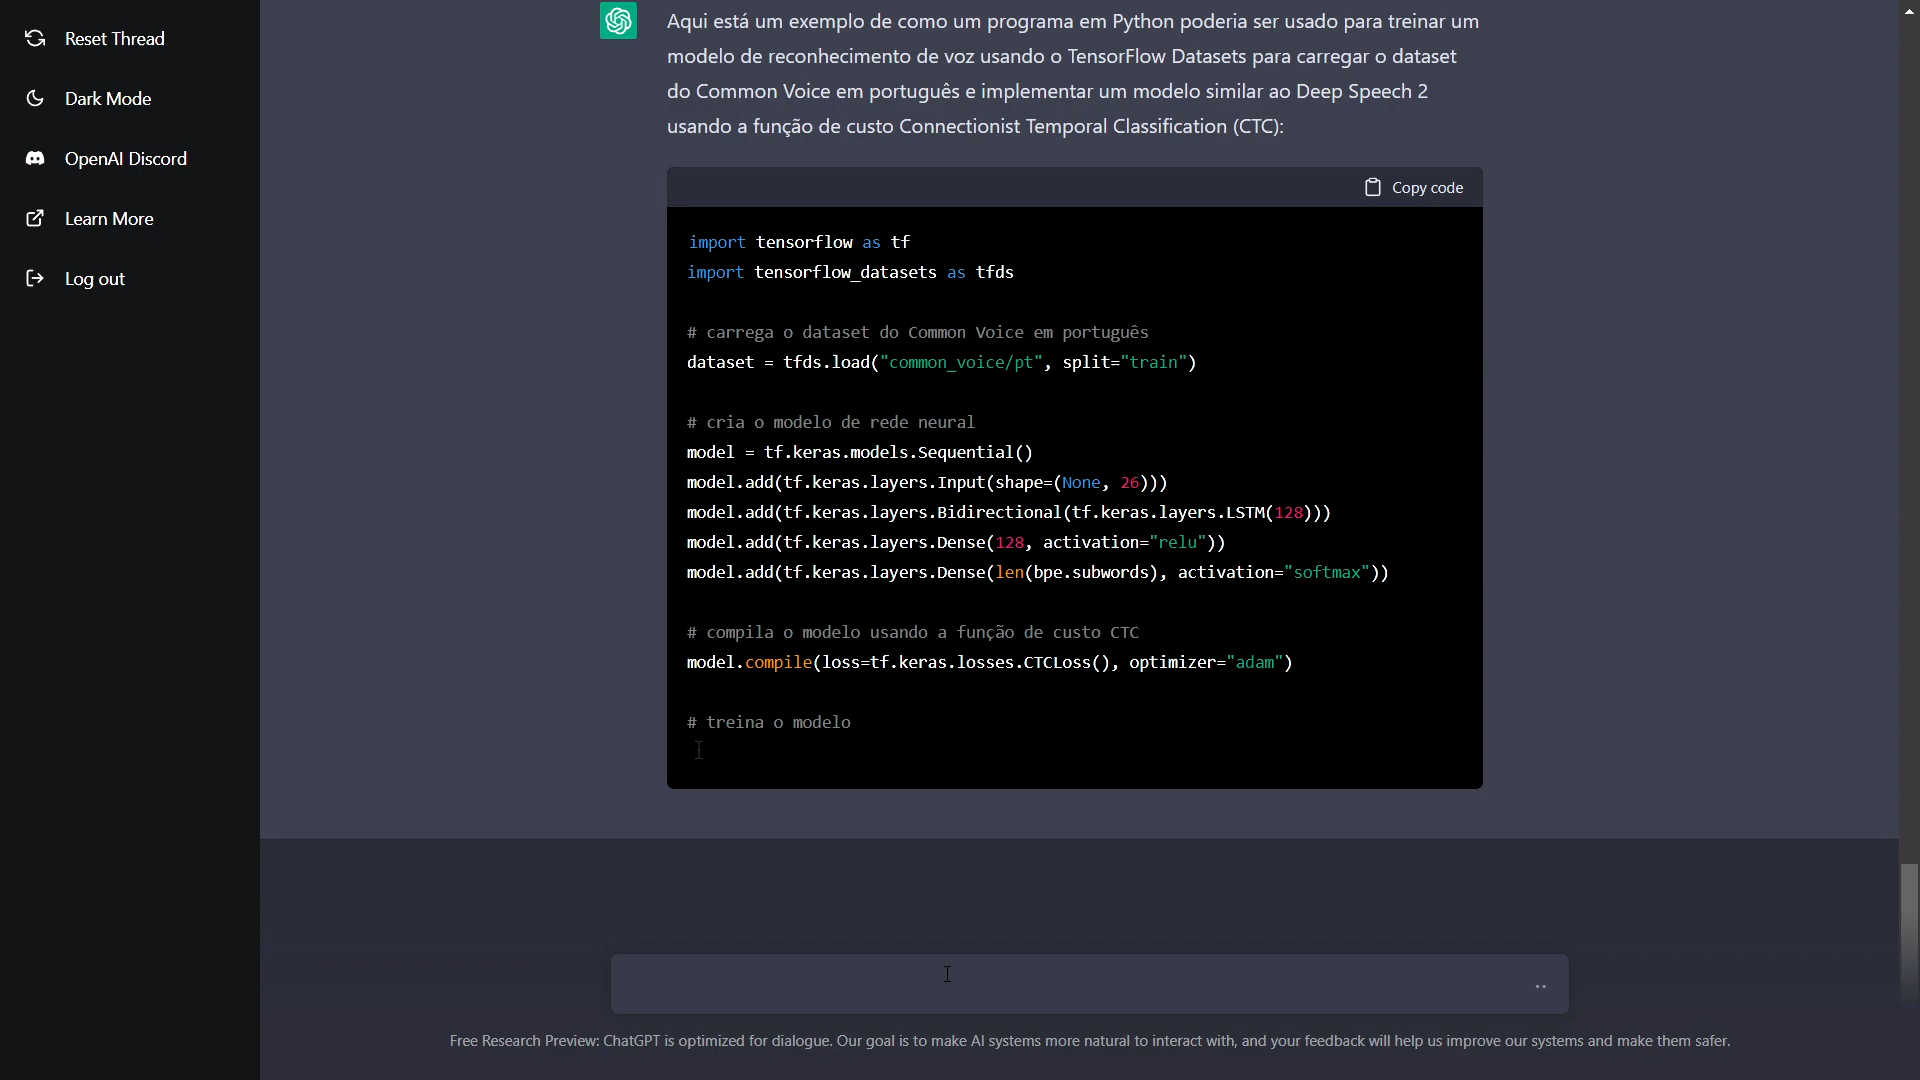 Reset Thread
Dark Mode
OpenAI Discord
Learn More
Log out
Aqui está um exemplo de como um programa em Python poderia ser usado para treinar um
modelo de reconhecimento de voz usando o TensorFlow Datasets para carregar o dataset
do Common Voice em português e implementar um modelo similar ao Deep Speech 2
usando a função de custo Connectionist Temporal Classification (CTC):
Copy code
import tensorflow as tf
import tensorflow_datasets as tfds
# carrega o dataset do Common Voice em português
dataset = tfds.load("common_voice/pt", split="train")
# cria o modelo de rede neural
model = tf.keras.models.Sequential()
model.add(tf.keras.layers.Input(shape=(None, 26)))
model.add(tf.keras.layers.Bidirectional(tf.keras.layers.LSTM(128)))
model.add(tf.keras.layers.Dense(128, activation="relu"))
model.add(tf.keras.layers.Dense(len(bpe.subwords), activation="softmax"))
# compila o modelo usando a função de custo CTC
model.compile(loss=tf.keras.losses.CTCLoss(), optimizer="adam")
# treina o modelo
Free Research Preview: ChatGPT is optimized for dialogue. Our goal is to make AI systems more natural to interact with, and your feedback will help us improve our systems and make them safer.